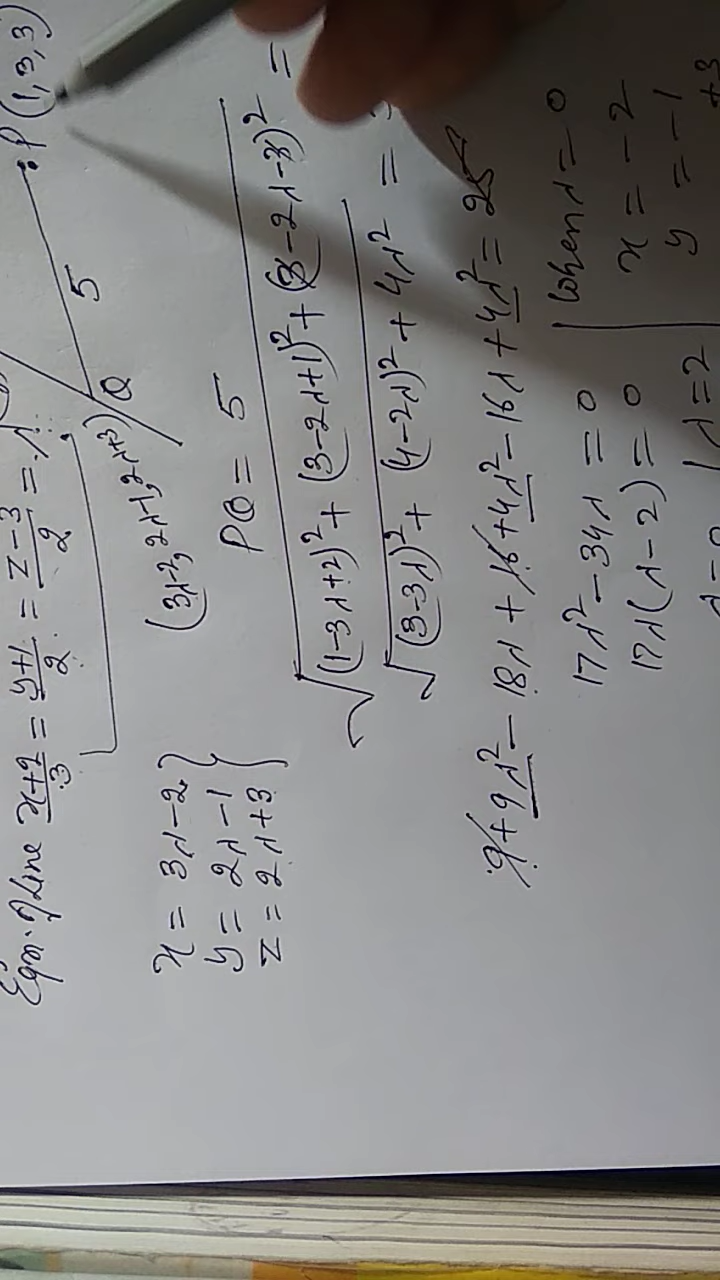 Eqn. of Line x+2/3 = y+1/2 = z-3/2 = λ
P(1,3,3)
5
Q
(3λ-2, 2λ-1, 2λ+3)
x = 3λ-2
y = 2λ-1
z = 2λ+3
PQ = 5
√(1-3λ+2)² + (3-2λ+1)² + (3-2λ-3)² =
√(3-3λ)² + (4-2λ)² + 4λ² =
9+9λ²-18λ+16+4λ²-16λ+4λ² = 25
17λ²-34λ = 0
17λ(λ-2) = 0
λ=2
when λ=0
x = -2
y = -1
+3